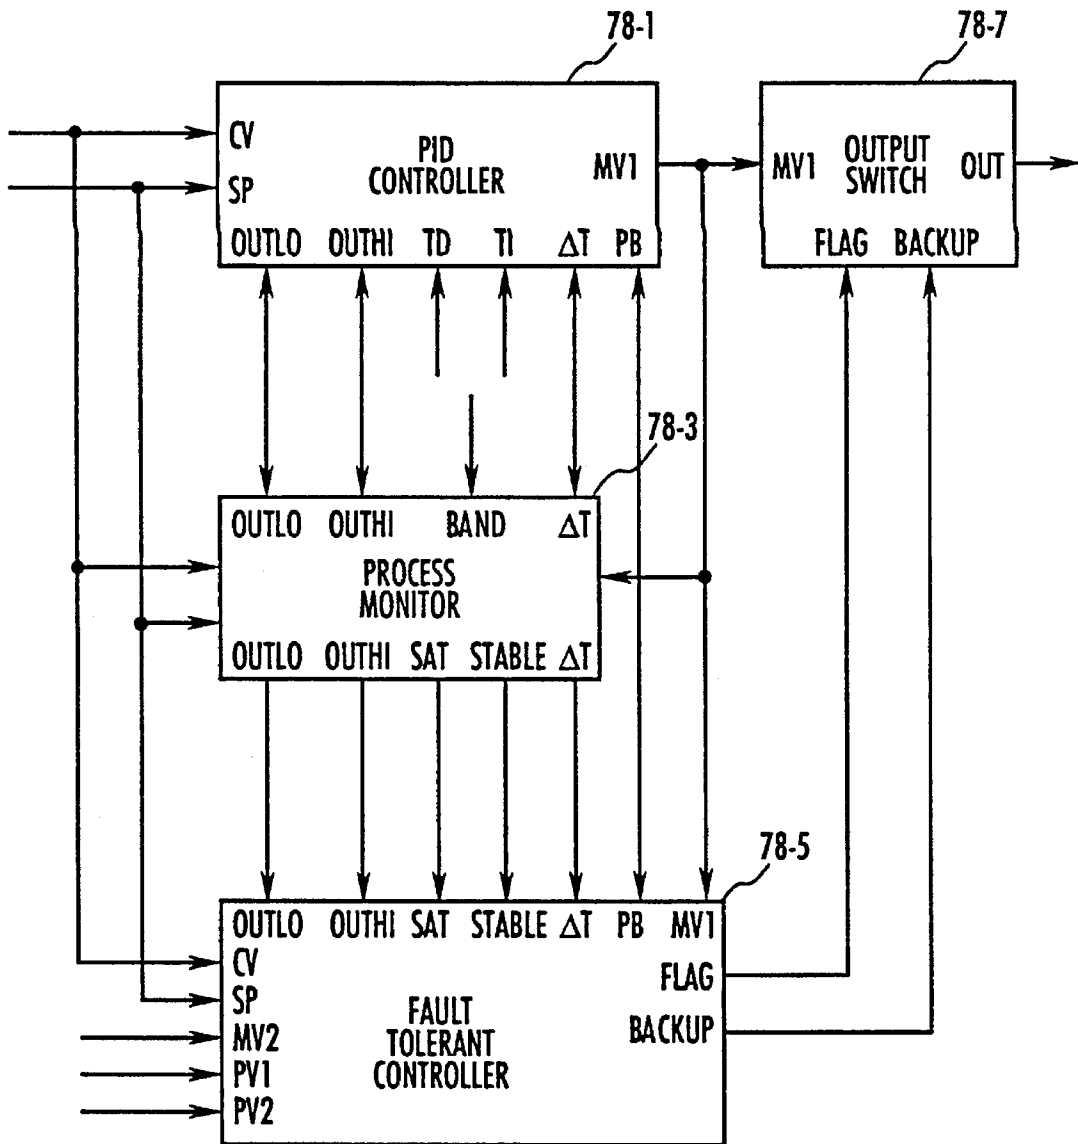 78-1
78-7
CV
SP
PID
CONTROLLER
MV1
OUTLO OUTHI TD TI ΔT PB
MV1
OUTPUT
SWITCH
OUT
FLAG BACKUP
78-3
OUTLO OUTHI BAND ΔT
PROCESS
MONITOR
OUTLO OUTHI SAT STABLE ΔT
78-5
OUTLO OUTHI SAT STABLE ΔT PB MV1
CV
SP
MV2
PV1
PV2
FAULT
TOLERANT
CONTROLLER
FLAG
BACKUP